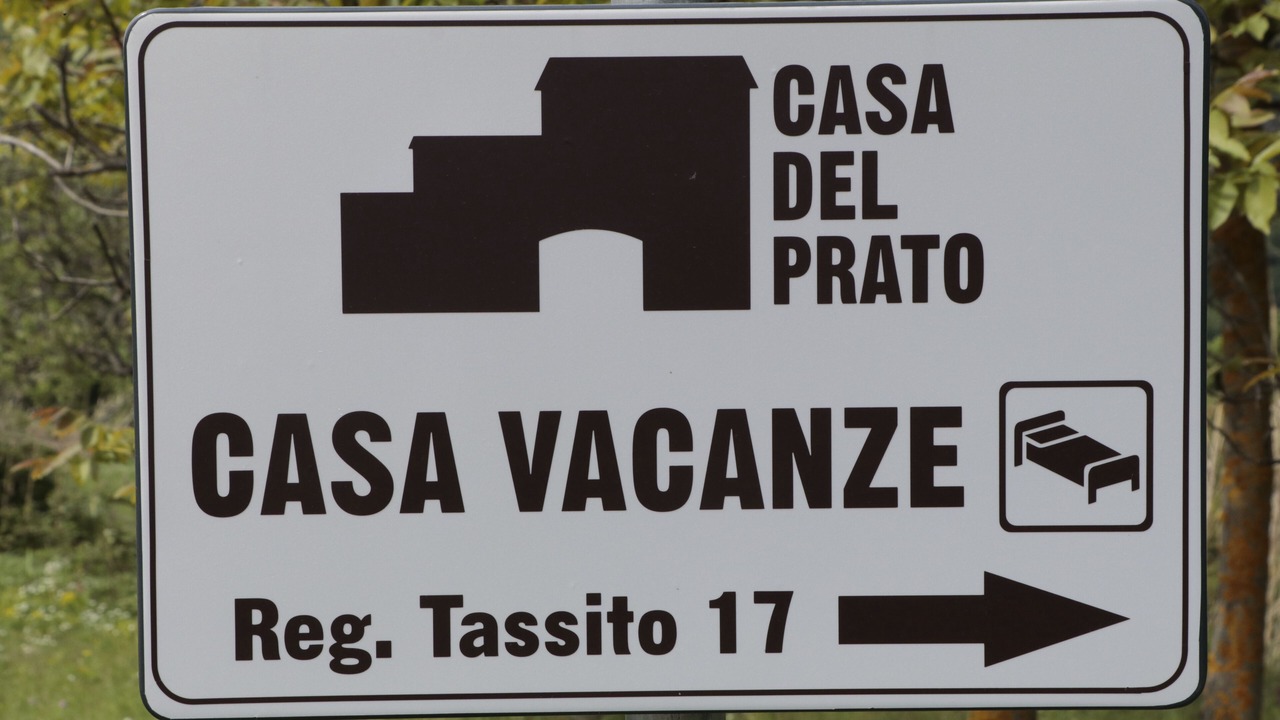 CASA
DEL
PRATO
CASA VACANZE
Reg. Tassito 17